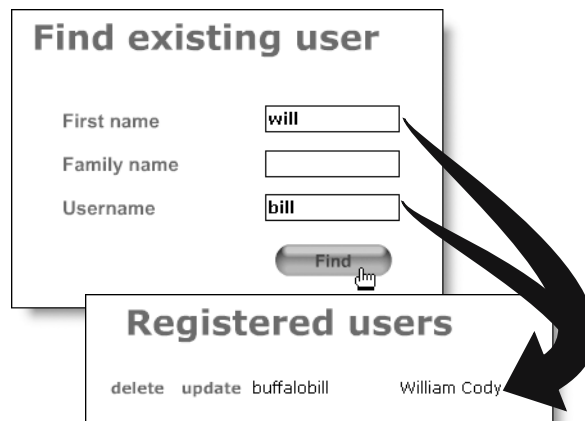 Find existing user
First name will
Family name
Username bill
Find
Registered users
delete update buffalobill William Cody